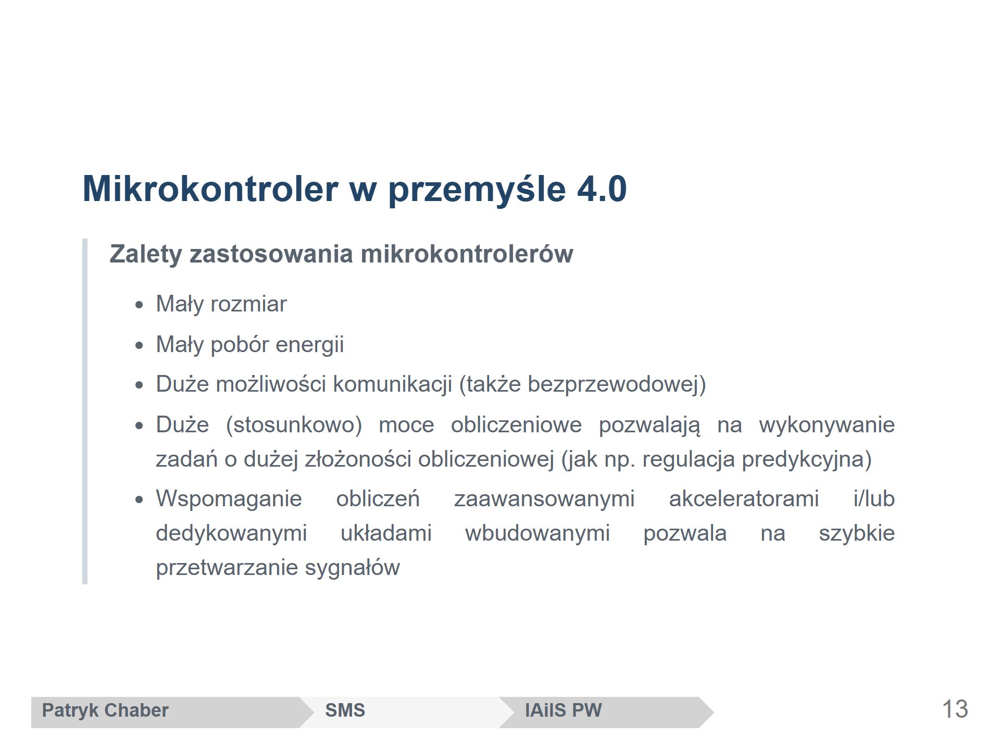 Mikrokontroler w przemyśle 4.0
Zalety zastosowania mikrokontrolerów
• Mały rozmiar
• Mały pobór energii
• Duże możliwości komunikacji (także bezprzewodowej)
• Duże (stosunkowo) moce obliczeniowe pozwalają na wykonywanie
zadań o dużej złożoności obliczeniowej (jak np. regulacja predykcyjna)
• Wspomaganie obliczeń zaawansowanymi akceleratorami i/lub
dedykowanymi układami wbudowanymi pozwala na szybkie
przetwarzanie sygnałów
Patryk Chaber SMS IAiIS PW 13